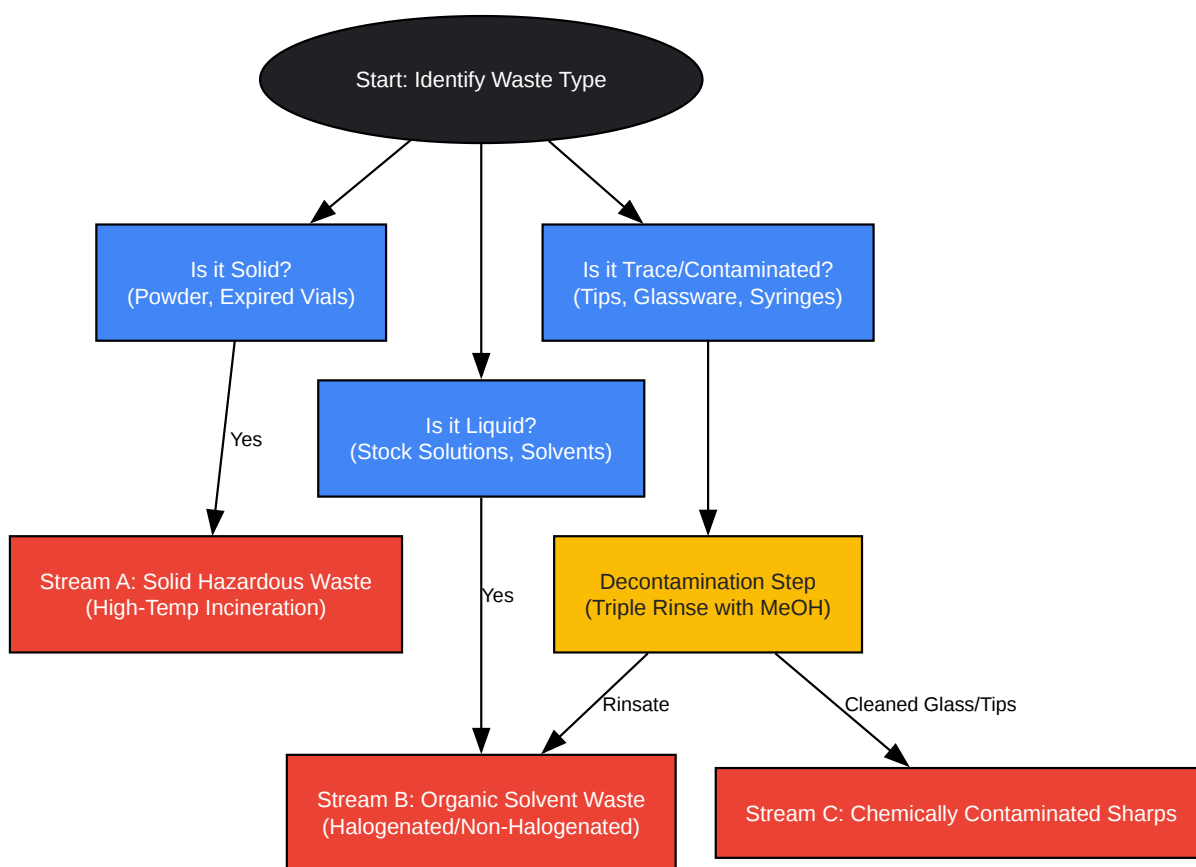 Start: Identify Waste Type
Is it Solid?
(Powder, Expired Vials)
Is it Trace/Contaminated?
(Tips, Glassware, Syringes)
Is it Liquid?
(Stock Solutions, Solvents)
Yes
Stream A: Solid Hazardous Waste
(High-Temp Incineration)
Yes
Decontamination Step
(Triple Rinse with MeOH)
Rinsate
Cleaned Glass/Tips
Stream B: Organic Solvent Waste
(Halogenated/Non-Halogenated)
Stream C: Chemically Contaminated Sharps